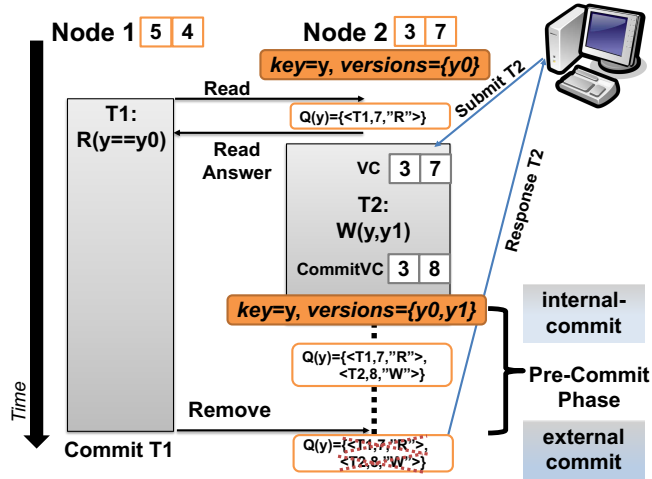 Node 1 5 4
Node 2 3 7
key=y, versions={y0}
Read
Submit T2
T1:
R(y==y0)
Q(y)={<T1,7,”R”>}
Read
Answer
VC 3 7
T2:
W(y,y1)
Response T2
CommitVC 3 8
key=y, versions={y0,y1}
internal-
commit
Q(y)={<T1,7,”R”>,
<T2,8,”W”>}
Pre-Commit
Phase
Time
Remove
Commit T1
Q(y)={<T1,7,”R”>,
<T2,8,”W”>}
external
commit